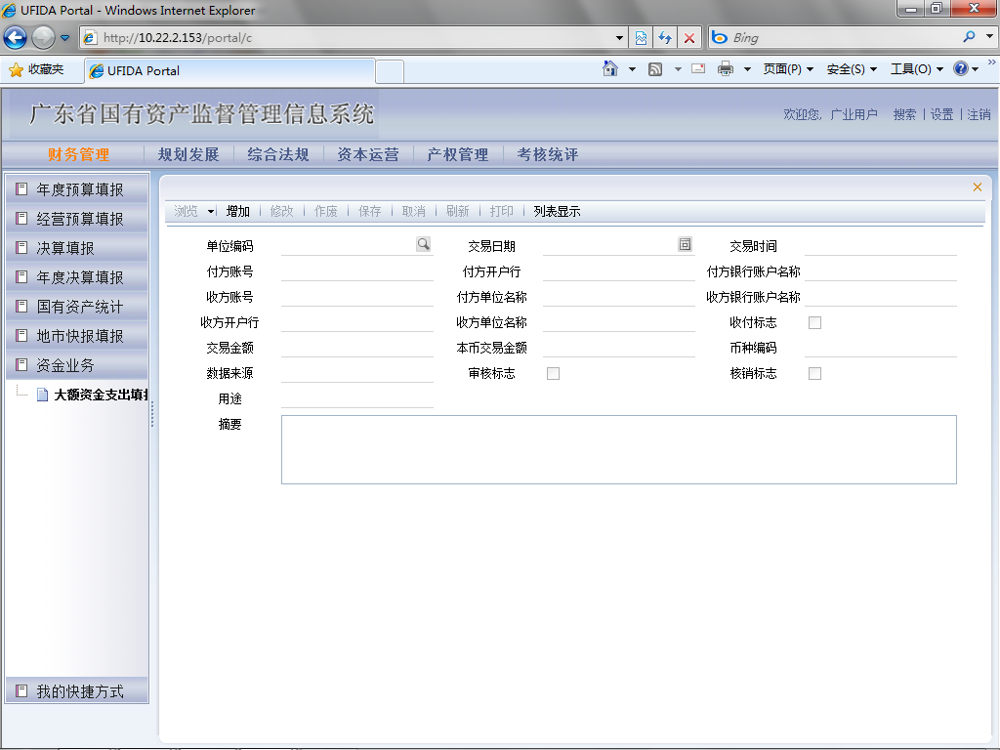 UFIDA Portal - Windows Internet Explorer
http://10.22.2.153/portal/c
Bing
收藏夹
UFIDA Portal
页面(P)
安全(S)
工具(O)
广东省国有资产监督管理信息系统
欢迎您, 广业用户 搜索 | 设置 | 注销
财务管理 规划发展 综合法规 资本运营 产权管理 考核统评
年度预算填报
经营预算填报
决算填报
年度决算填报
国有资产统计
地市快报填报
资金业务
大额资金支出填
我的快捷方式
浏览 增加 修改 作废 保存 取消 刷新 打印 列表显示
单位编码 交易日期 交易时间
付方账号 付方开户行 付方银行账户名称
收方账号 付方单位名称 收方银行账户名称
收方开户行 收方单位名称 收付标志
交易金额 本币交易金额 币种编码
数据来源 审核标志 核销标志
用途
摘要